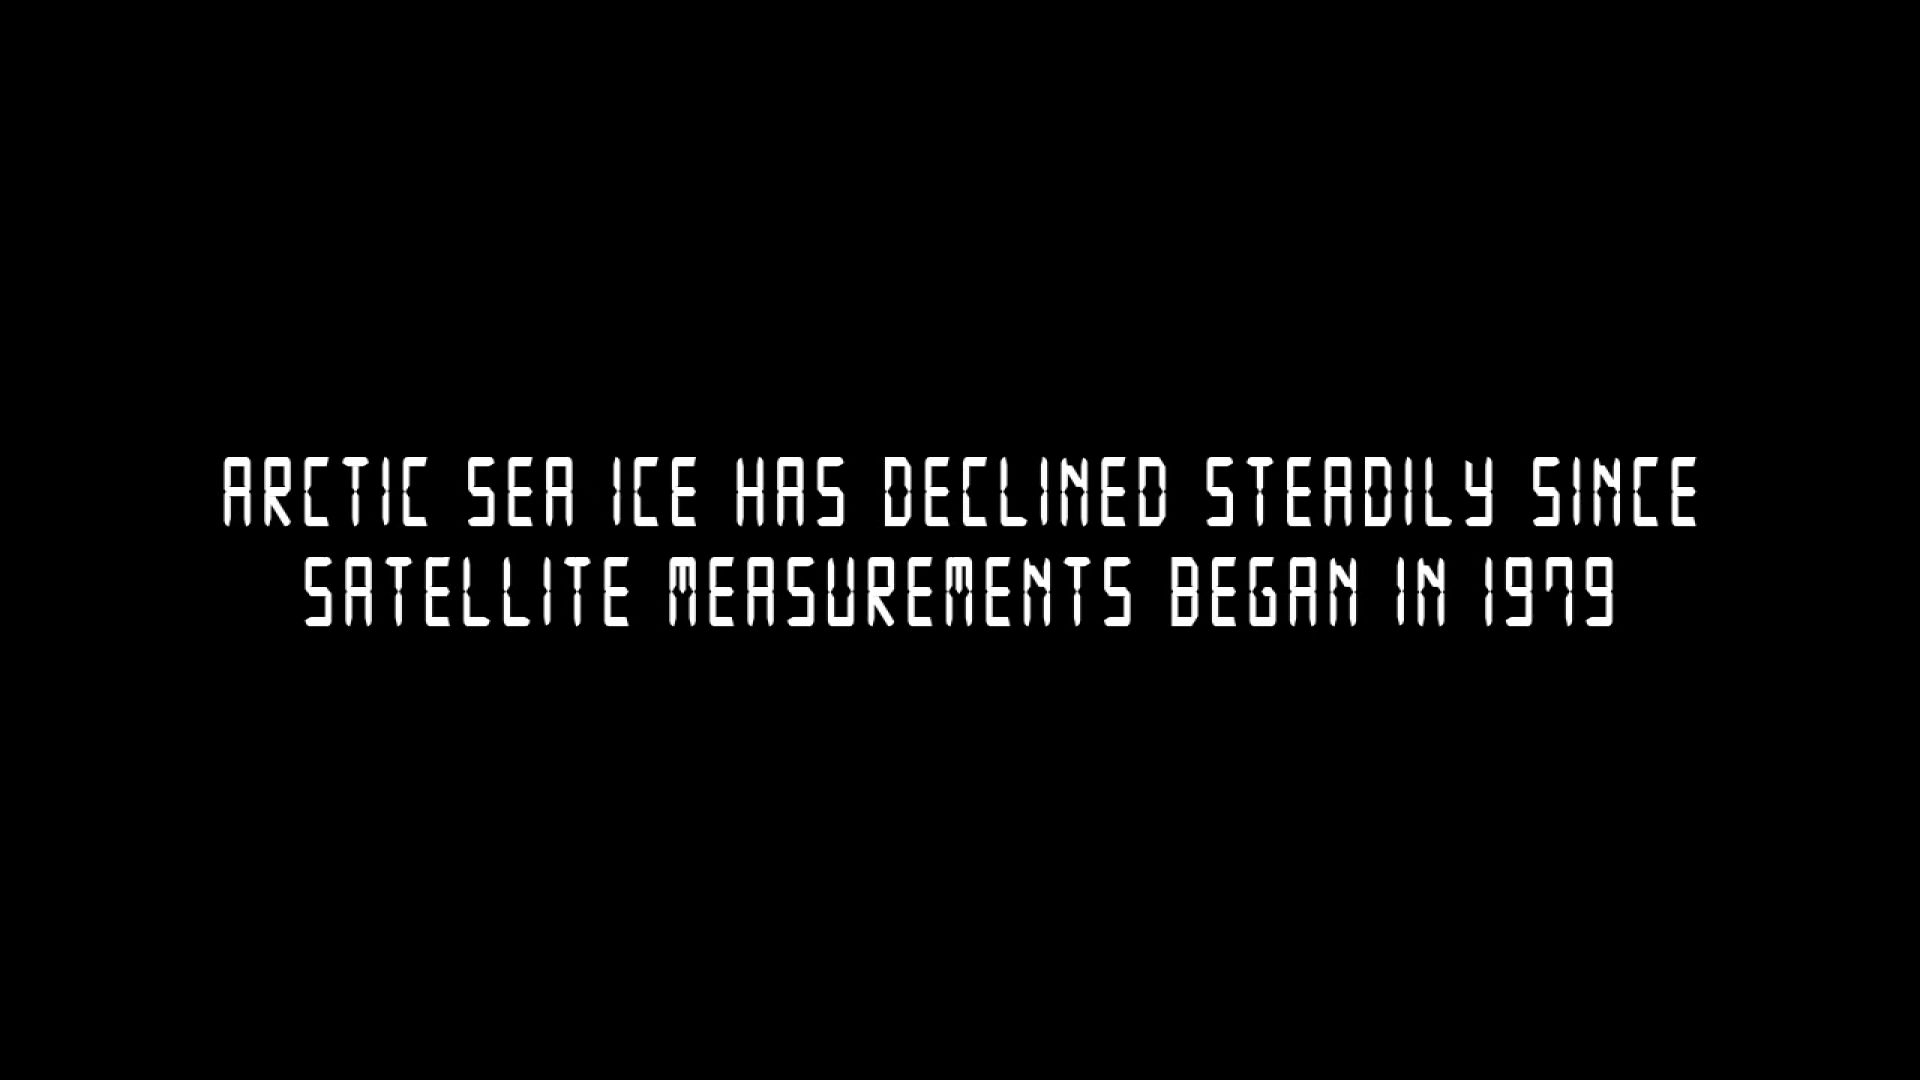 ARCTIC SEA ICE HAS DECLINED STEADILY SINCE
SATELLITE MEASUREMENTS BEGAN IN 1979